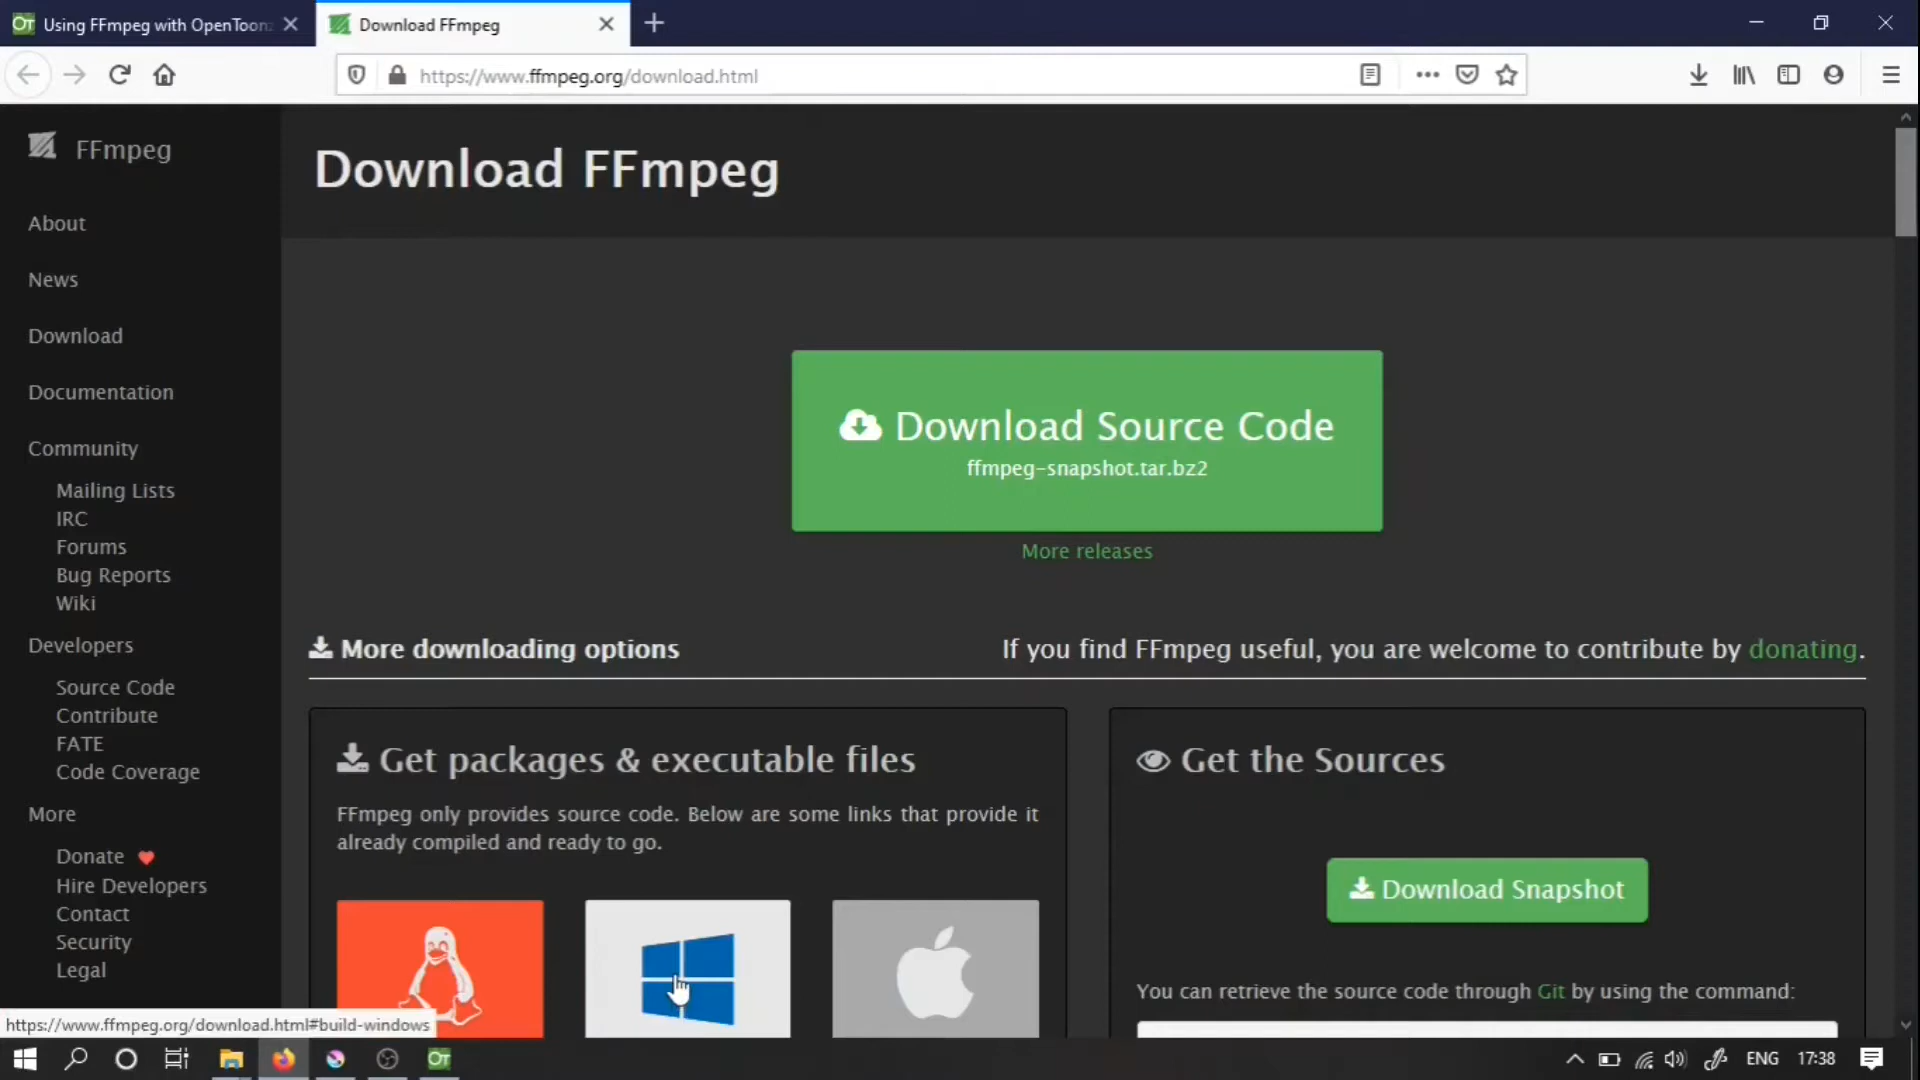 Using FFmpeg with OpenToonz
Download FFmpeg
https://www.ffmpeg.org/download.html
FFmpeg
About
News
Download
Documentation
Community
Mailing Lists
IRC
Forums
Bug Reports
Wiki
Developers
Source Code
Contribute
FATE
Code Coverage
More
Donate
Hire Developers
Contact
Security
Legal
Download FFmpeg
Download Source Code
ffmpeg-snapshot.tar.bz2
More releases
More downloading options
If you find FFmpeg useful, you are welcome to contribute by donating.
Get packages & executable files
FFmpeg only provides source code. Below are some links that provide it
already compiled and ready to go.
Get the Sources
Download Snapshot
You can retrieve the source code through Git by using the command:
https://www.ffmpeg.org/download.html#build-windows
OT
ENG
17:38